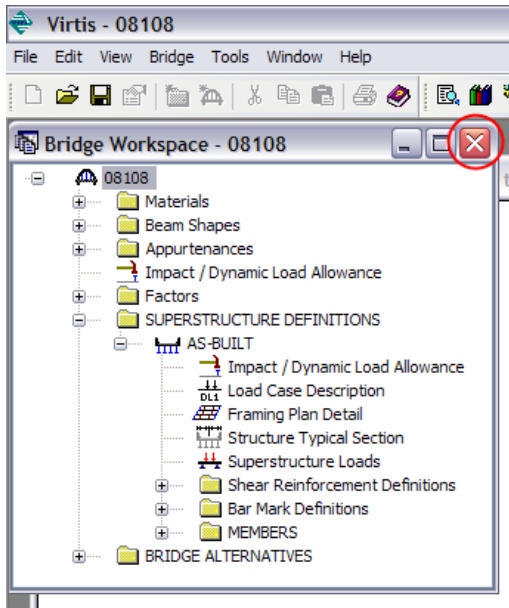 Virtis - 08108
File Edit View Bridge Tools Window Help
Bridge Workspace - 08108
08108
Materials
Beam Shapes
Appurtenances
Impact / Dynamic Load Allowance
Factors
SUPERSTRUCTURE DEFINITIONS
AS-BUILT
Impact / Dynamic Load Allowance
DL1 Load Case Description
Framing Plan Detail
Structure Typical Section
Superstructure Loads
Shear Reinforcement Definitions
Bar Mark Definitions
MEMBERS
BRIDGE ALTERNATIVES